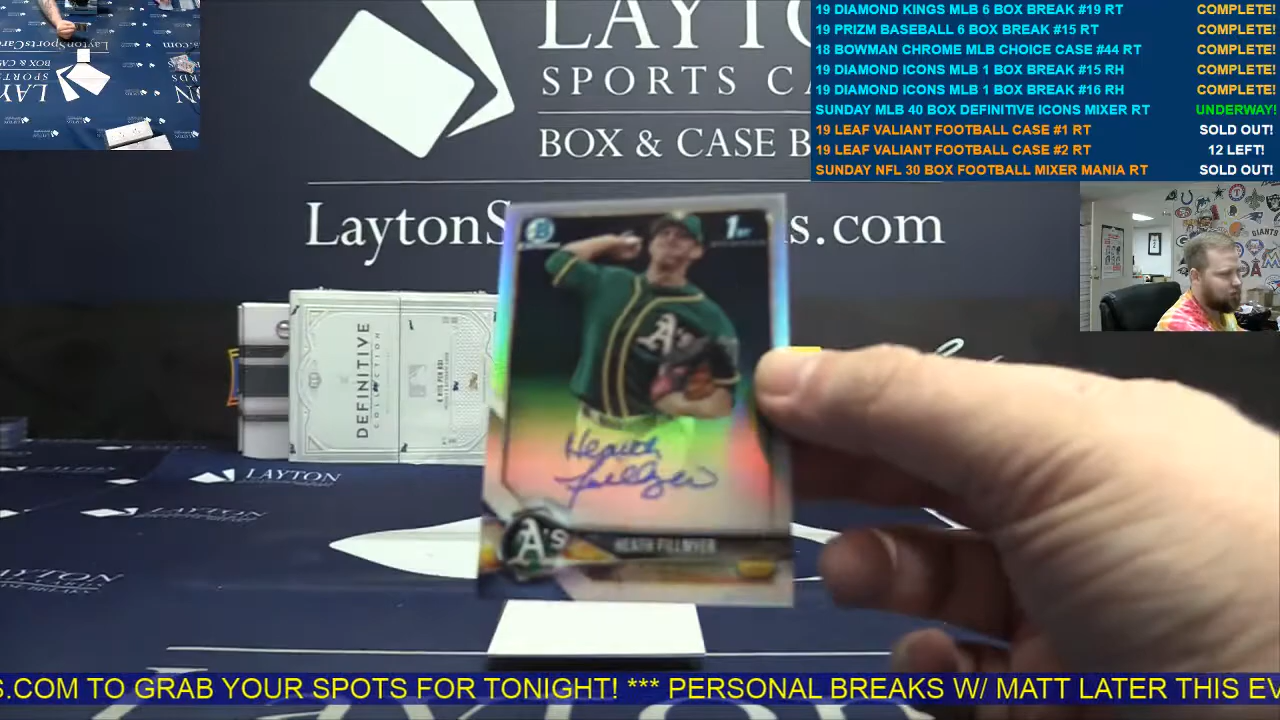 19 DIAMOND KINGS MLB 6 BOX BREAK #19 RT COMPLETE!
19 PRIZM BASEBALL 6 BOX BREAK #15 RT COMPLETE!
18 BOWMAN CHROME MLB CHOICE CASE #44 RT COMPLETE!
19 DIAMOND ICONS MLB 1 BOX BREAK #15 RH COMPLETE!
19 DIAMOND ICONS MLB 1 BOX BREAK #16 RH COMPLETE!
SUNDAY MLB 40 BOX DEFINITIVE ICONS MIXER RT UNDERWAY!
19 LEAF VALIANT FOOTBALL CASE #1 RT SOLD OUT!
19 LEAF VALIANT FOOTBALL CASE #2 RT 12 LEFT!
SUNDAY NFL 30 BOX FOOTBALL MIXER MANIA RT SOLD OUT!
LAYTO
SPORTS CA
BOX & CASE B
LaytonS s.com
1st
A's
Heath
Fillmyer
A's
HEATH FILLMYER
DEFINITIVE
COLLECTION
LAYTON
LAYTON
S.COM TO GRAB YOUR SPOTS FOR TONIGHT! *** PERSONAL BREAKS W/ MATT LATER THIS EV